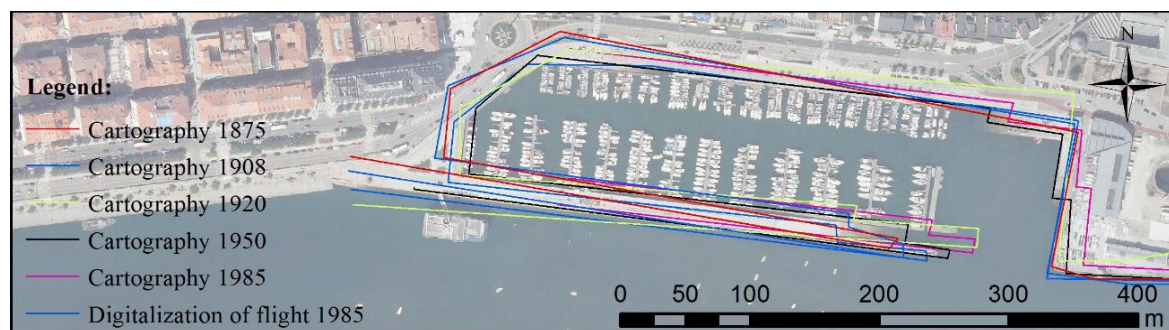 N
Legend:
Cartography 1875
Cartography 1908
Cartography 1920
Cartography 1950
Cartography 1985
Digitalization of flight 1985
0 50 100 200 300 400
m